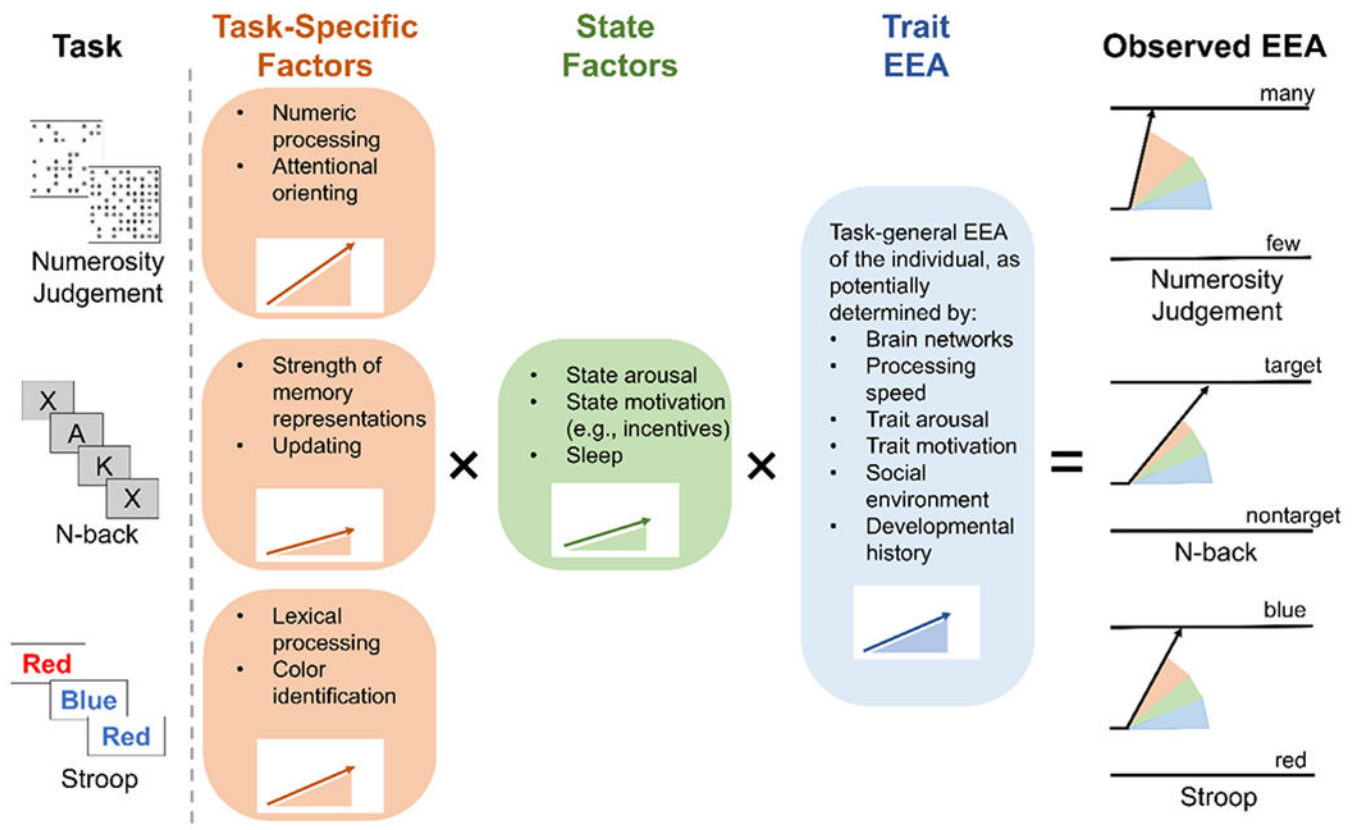 Task
Task-Specific
Factors
State
Factors
Trait
EEA
Observed EEA
Numerosity
Judgement
• Numeric
processing
• Attentional
orienting
many
few
Numerosity
Judgement
X
A
K
X
N-back
• Strength of
memory
representations
• Updating
×
• State arousal
• State motivation
(e.g., incentives)
• Sleep
×
Task-general EEA
of the individual, as
potentially
determined by:
• Brain networks
• Processing
speed
• Trait arousal
• Trait motivation
• Social
environment
• Developmental
history
=
target
nontarget
N-back
Red
Blue
Red
Stroop
• Lexical
processing
• Color
identification
blue
red
Stroop